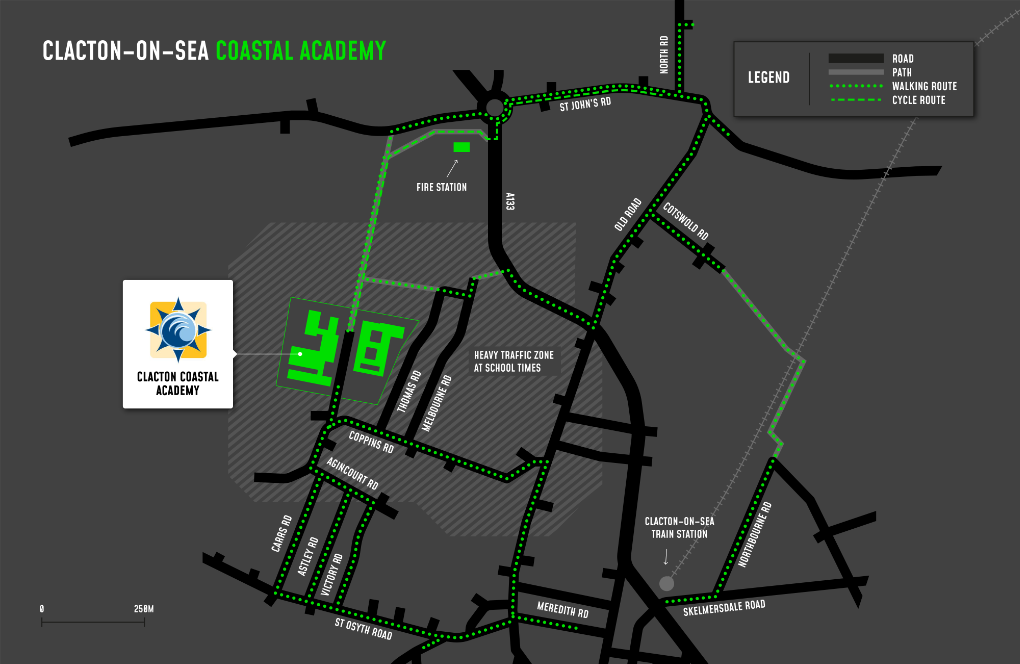 CLACTON-ON-SEA COASTAL ACADEMY
NORTH RD
LEGEND
ROAD
PATH
WALKING ROUTE
CYCLE ROUTE
ST JOHN'S RD
FIRE STATION
A133
OLD ROAD
COTSWOLD RD
CLACTON COASTAL
ACADEMY
HEAVY TRAFFIC ZONE
AT SCHOOL TIMES
THOMAS RD
MELBOURNE RD
COPPINS RD
AGINCOURT RD
CARRS RD
ASTLEY RD
VICTORY RD
CLACTON-ON-SEA
TRAIN STATION
NORTHBOURNE RD
0 250M
MEREDITH RD
SKELMERSDALE ROAD
ST OSYTH ROAD